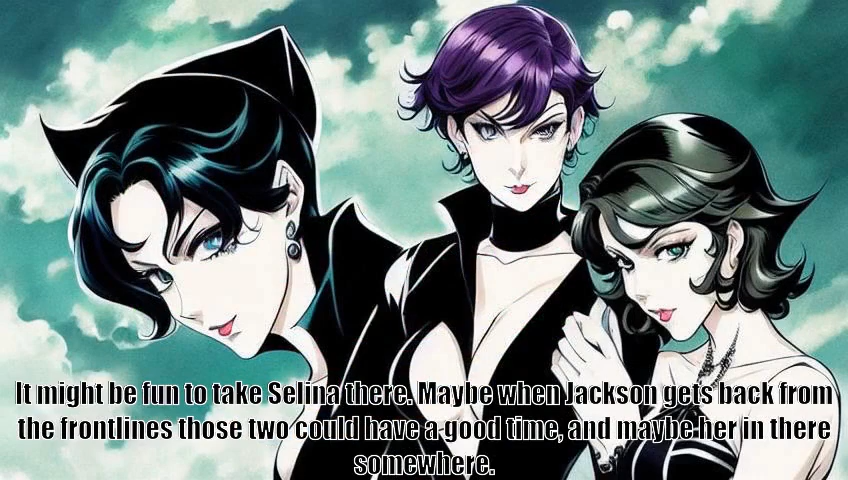 It might be fun to take Selina there. Maybe when Jackson gets back from
the frontlines those two could have a good time, and maybe her in there
somewhere.